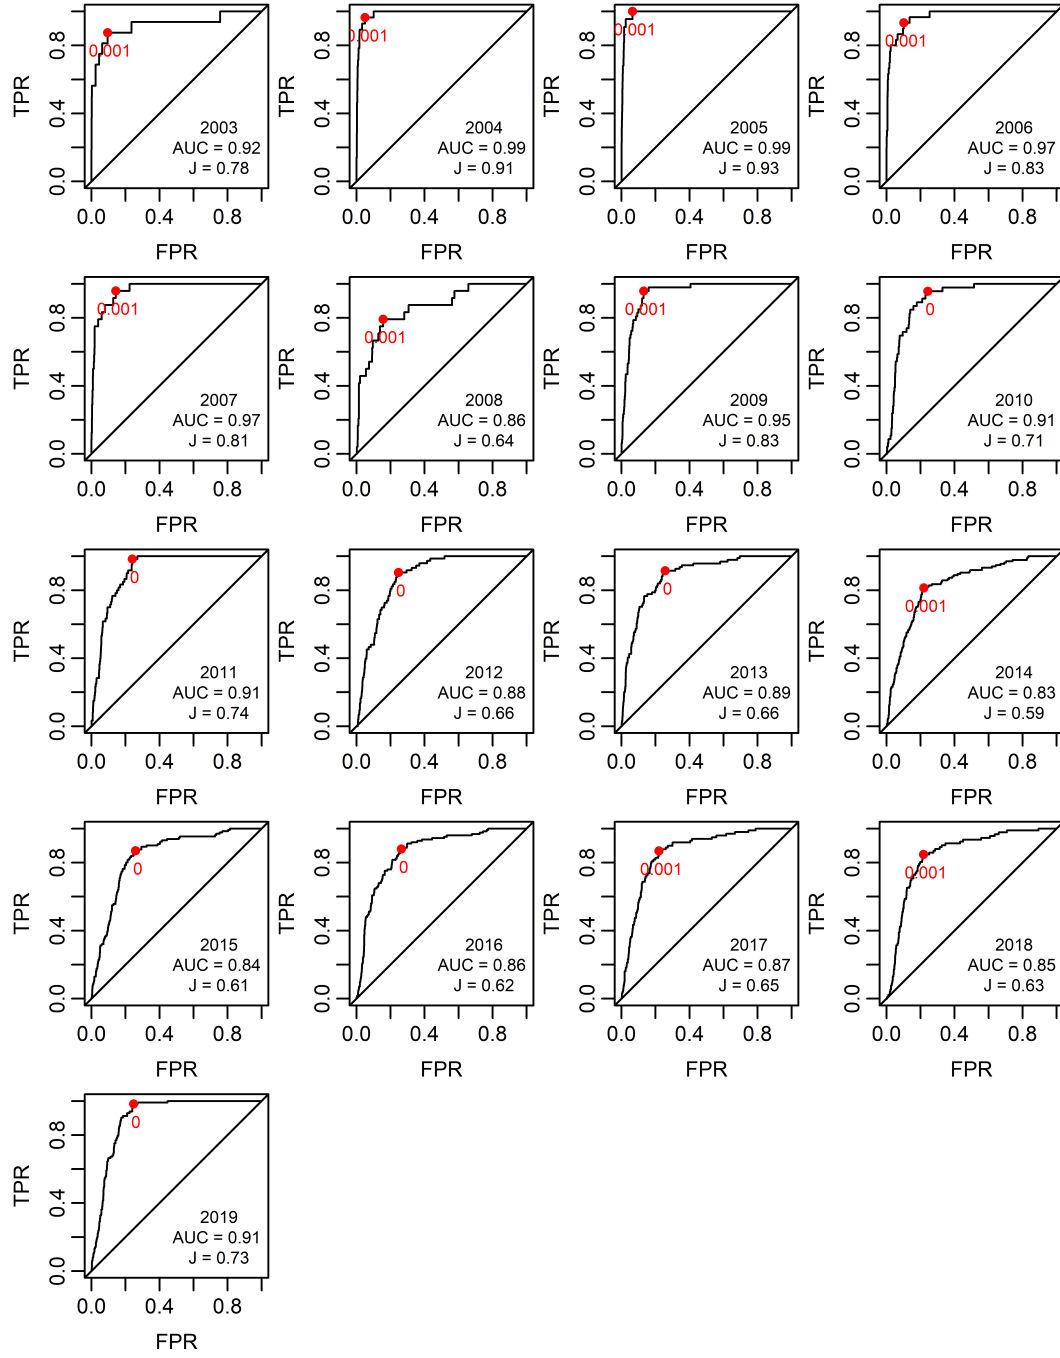 TPR
0.0 0.4 0.8
0.001
2003
AUC = 0.92
J = 0.78
0.0 0.4 0.8
FPR
TPR
0.0 0.4 0.8
0.001
2004
AUC = 0.99
J = 0.91
0.0 0.4 0.8
FPR
TPR
0.0 0.4 0.8
0.001
2005
AUC = 0.99
J = 0.93
0.0 0.4 0.8
FPR
TPR
0.0 0.4 0.8
0.001
2006
AUC = 0.97
J = 0.83
0.0 0.4 0.8
FPR
TPR
0.0 0.4 0.8
0.001
2007
AUC = 0.97
J = 0.81
0.0 0.4 0.8
FPR
TPR
0.0 0.4 0.8
0.001
2008
AUC = 0.86
J = 0.64
0.0 0.4 0.8
FPR
TPR
0.0 0.4 0.8
0.001
2009
AUC = 0.95
J = 0.83
0.0 0.4 0.8
FPR
TPR
0.0 0.4 0.8
0
2010
AUC = 0.91
J = 0.71
0.0 0.4 0.8
FPR
TPR
0.0 0.4 0.8
0
2011
AUC = 0.91
J = 0.74
0.0 0.4 0.8
FPR
TPR
0.0 0.4 0.8
0
2012
AUC = 0.88
J = 0.66
0.0 0.4 0.8
FPR
TPR
0.0 0.4 0.8
0
2013
AUC = 0.89
J = 0.66
0.0 0.4 0.8
FPR
TPR
0.0 0.4 0.8
0.001
2014
AUC = 0.83
J = 0.59
0.0 0.4 0.8
FPR
TPR
0.0 0.4 0.8
0
2015
AUC = 0.84
J = 0.61
0.0 0.4 0.8
FPR
TPR
0.0 0.4 0.8
0
2016
AUC = 0.86
J = 0.62
0.0 0.4 0.8
FPR
TPR
0.0 0.4 0.8
0.001
2017
AUC = 0.87
J = 0.65
0.0 0.4 0.8
FPR
TPR
0.0 0.4 0.8
0.001
2018
AUC = 0.85
J = 0.63
0.0 0.4 0.8
FPR
TPR
0.0 0.4 0.8
0
2019
AUC = 0.91
J = 0.73
0.0 0.4 0.8
FPR